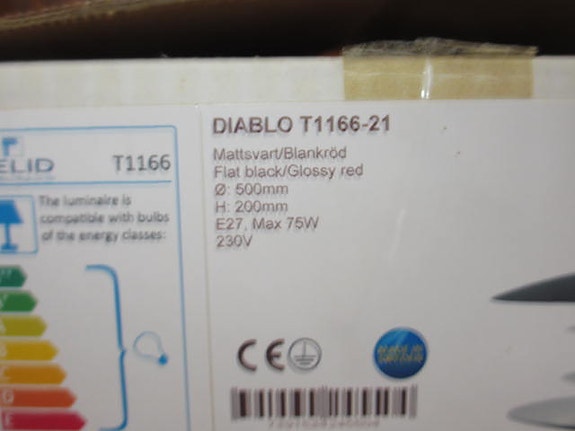 ELID T1166
The luminaire is
compatible with bulbs
of the energy classes:
DIABLO T1166-21
Mattsvart/Blankröd
Flat black/Glossy red
Ø: 500mm
H: 200mm
E27, Max 75W
230V
CE